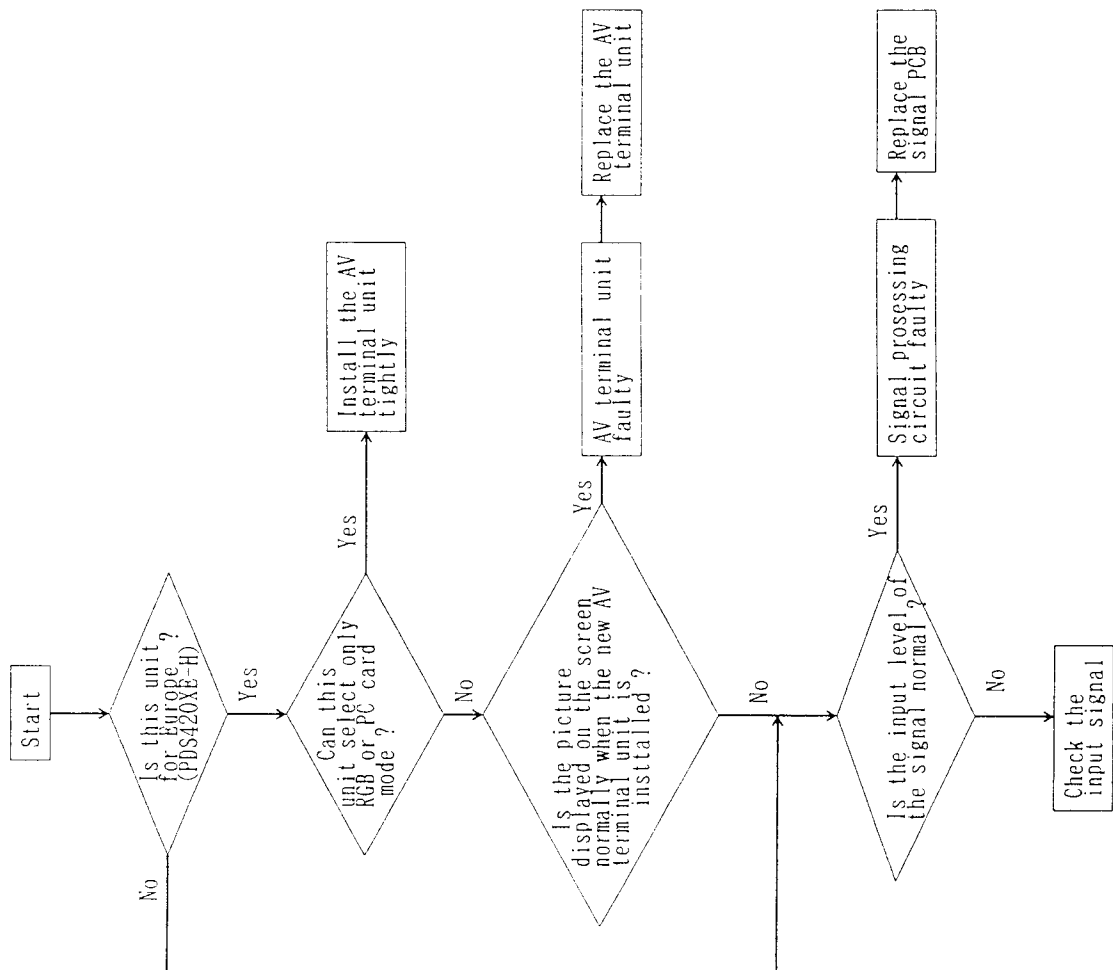 Start
Is this unit
for Europe ?
(PDS420XE-H)
No
Yes
Can this
unit select only
RGB or PC card
mode ?
Yes
Install the AV
terminal unit
tightly
No
Is the picture
displayed on the screen
normally when the new AV
terminal unit is
insttalled ?
Yes
AV terminal unit
faulty
Replace the AV
terminal unit
No
Is the input level of
the signal normal ?
Yes
Signal prosessing
circuit faulty
Replace the
signal PCB
No
Check the
input signal